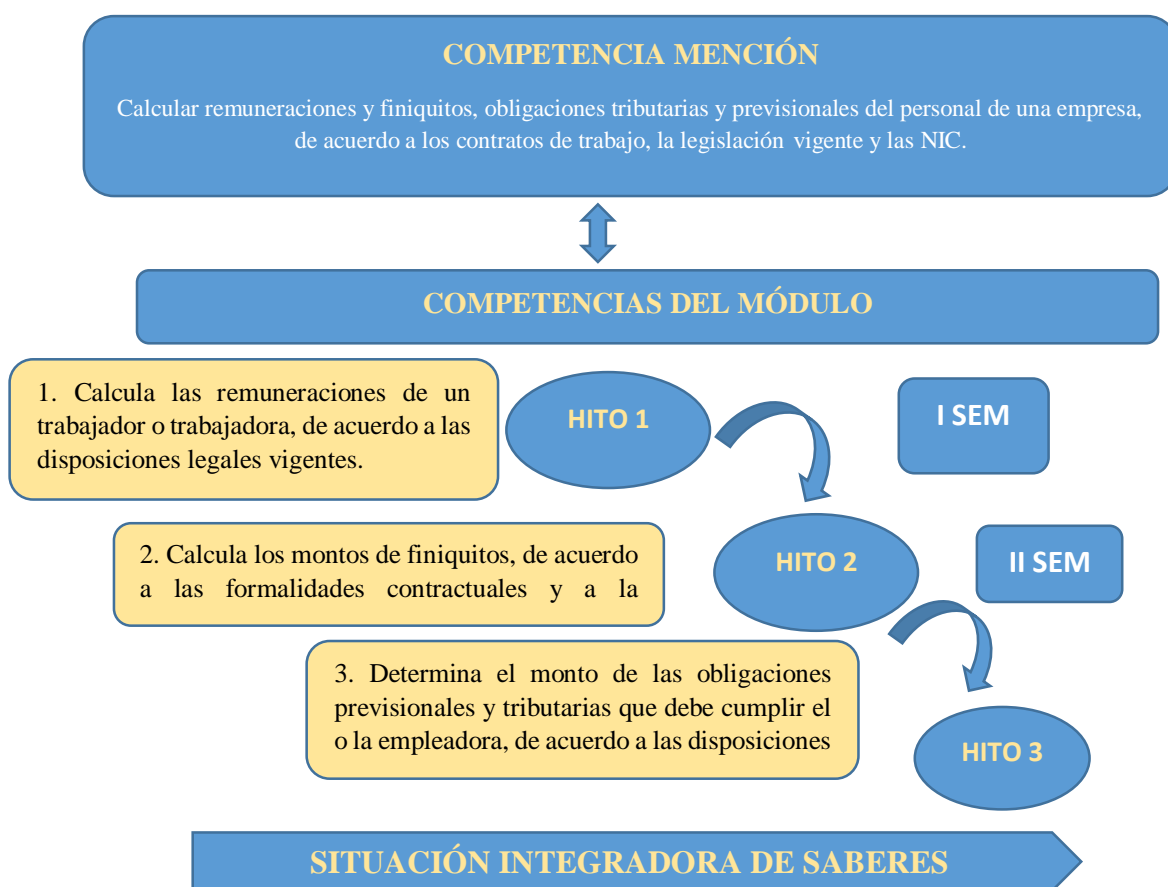 COMPETENCIA MENCIÓN
Calcular remuneraciones y finiquitos, obligaciones tributarias y previsionales del personal de una empresa,
de acuerdo a los contratos de trabajo, la legislación vigente y las NIC.
COMPETENCIAS DEL MÓDULO
1. Calcula las remuneraciones de un
trabajador o trabajadora, de acuerdo a las
disposiciones legales vigentes.
HITO 1
I SEM
2. Calcula los montos de finiquitos, de acuerdo
a las formalidades contractuales y a la
HITO 2
II SEM
3. Determina el monto de las obligaciones
previsionales y tributarias que debe cumplir el
o la empleadora, de acuerdo a las disposiciones
HITO 3
SITUACIÓN INTEGRADORA DE SABERES